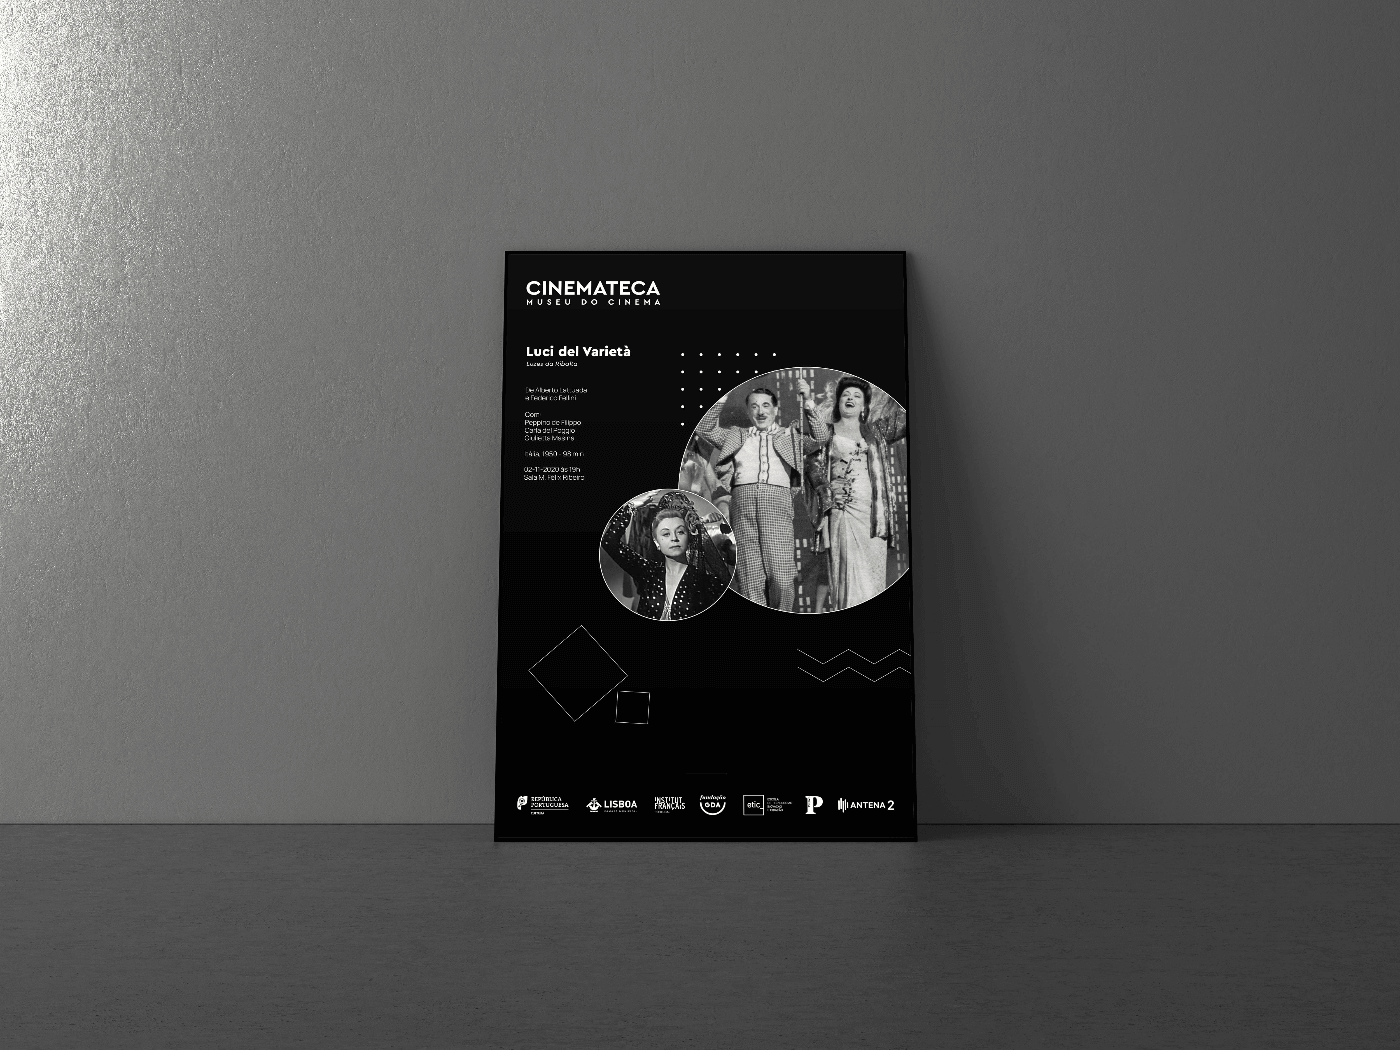 CINEMATECA
MUSEU DO CINEMA
Luci del Varietà
Luzes da Ribalta
De Alberto Lattuada
e Federico Fellini
Com:
Peppino de Filippo
Carla del Poggio
Giulietta Masina
Itália, 1950 - 98 min
02-11-2020 às 19h
Sala M. Félix Ribeiro
REPÚBLICA
PORTUGUESA
CULTURA
LISBOA
INSTITUT
FRANÇAIS
fundação
GDA
etic_
P
ANTENA 2